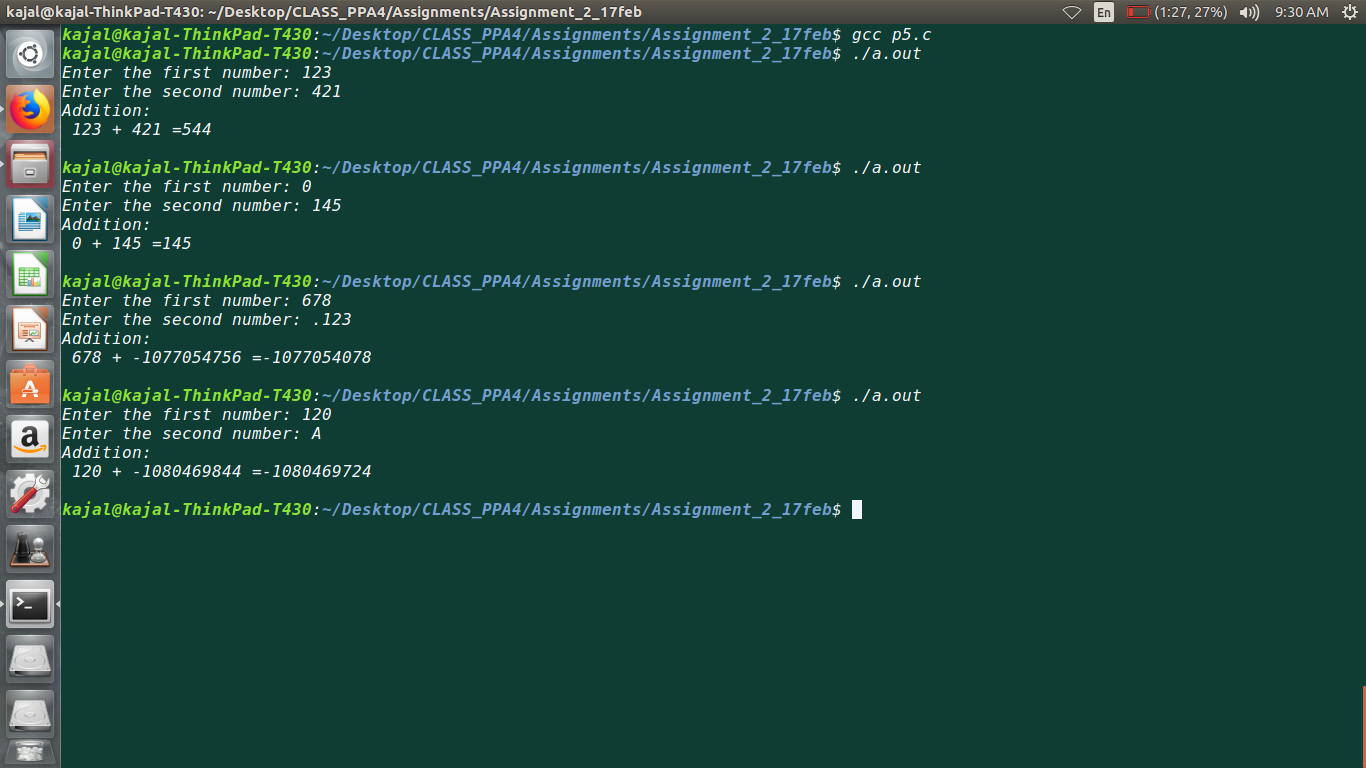 kajal@kajal-ThinkPad-T430: ~/Desktop/CLASS_PPA4/Assignments/Assignment_2_17feb En (1:27, 27%) 9:30 AM
kajal@kajal-ThinkPad-T430:~/Desktop/CLASS_PPA4/Assignments/Assignment_2_17feb$ gcc p5.c
kajal@kajal-ThinkPad-T430:~/Desktop/CLASS_PPA4/Assignments/Assignment_2_17feb$ ./a.out
Enter the first number: 123
Enter the second number: 421
Addition:
123 + 421 =544
kajal@kajal-ThinkPad-T430:~/Desktop/CLASS_PPA4/Assignments/Assignment_2_17feb$ ./a.out
Enter the first number: 0
Enter the second number: 145
Addition:
0 + 145 =145
kajal@kajal-ThinkPad-T430:~/Desktop/CLASS_PPA4/Assignments/Assignment_2_17feb$ ./a.out
Enter the first number: 678
Enter the second number: .123
Addition:
678 + -1077054756 =-1077054078
kajal@kajal-ThinkPad-T430:~/Desktop/CLASS_PPA4/Assignments/Assignment_2_17feb$ ./a.out
Enter the first number: 120
Enter the second number: A
Addition:
120 + -1080469844 =-1080469724
kajal@kajal-ThinkPad-T430:~/Desktop/CLASS_PPA4/Assignments/Assignment_2_17feb$